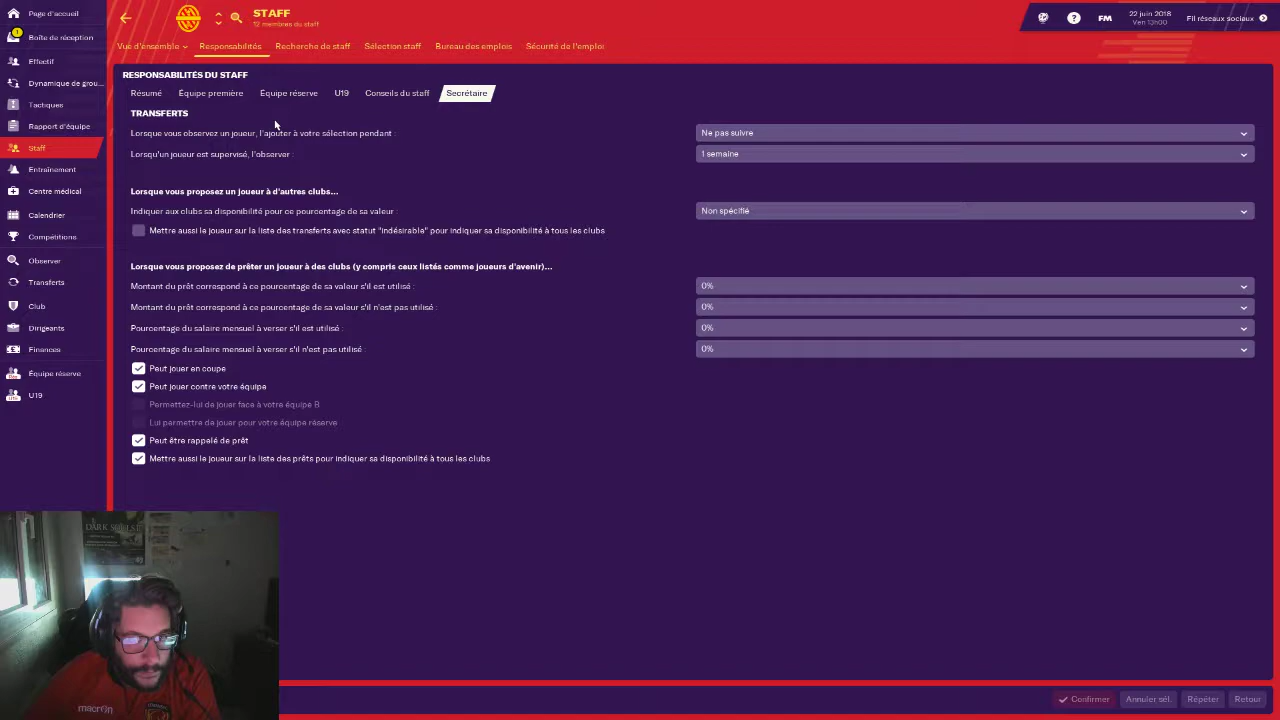 Page d'accueil
1
Boîte de réception
Effectif
Dynamique de grou...
Tactiques
Rapport d'équipe
Staff
Entraînement
Centre médical
Calendrier
Compétitions
Observer
Transferts
Club
Dirigeants
Finances
Équipe réserve
U19
STAFF
12 membres du staff
22 juin 2018
Ven 13h00
FM
?
Fil réseaux sociaux
Vue d'ensemble
Responsabilités
Recherche de staff
Sélection staff
Bureau des emplois
Sécurité de l'emploi
RESPONSABILITÉS DU STAFF
Résumé
Équipe première
Équipe réserve
U19
Conseils du staff
Secrétaire
TRANSFERTS
Lorsque vous observez un joueur, l'ajouter à votre sélection pendant : Ne pas suivre
Lorsqu'un joueur est supervisé, l'observer : 1 semaine
Lorsque vous proposez un joueur à d'autres clubs...
Indiquer aux clubs sa disponibilité pour ce pourcentage de sa valeur : Non spécifié
Mettre aussi le joueur sur la liste des transferts avec statut "indésirable" pour indiquer sa disponibilité à tous les clubs
Lorsque vous proposez de prêter un joueur à des clubs (y compris ceux listés comme joueurs d'avenir)...
Montant du prêt correspond à ce pourcentage de sa valeur s'il est utilisé : 0%
Montant du prêt correspond à ce pourcentage de sa valeur s'il n'est pas utilisé : 0%
Pourcentage du salaire mensuel à verser s'il est utilisé : 0%
Pourcentage du salaire mensuel à verser s'il n'est pas utilisé : 0%
Peut jouer en coupe
Peut jouer contre votre équipe
Permettez-lui de jouer face à votre équipe B
Lui permettre de jouer pour votre équipe réserve
Peut être rappelé de prêt
Mettre aussi le joueur sur la liste des prêts pour indiquer sa disponibilité à tous les clubs
DARK SOULS
macron
Confirmer
Annuler sél.
Répéter
Retour